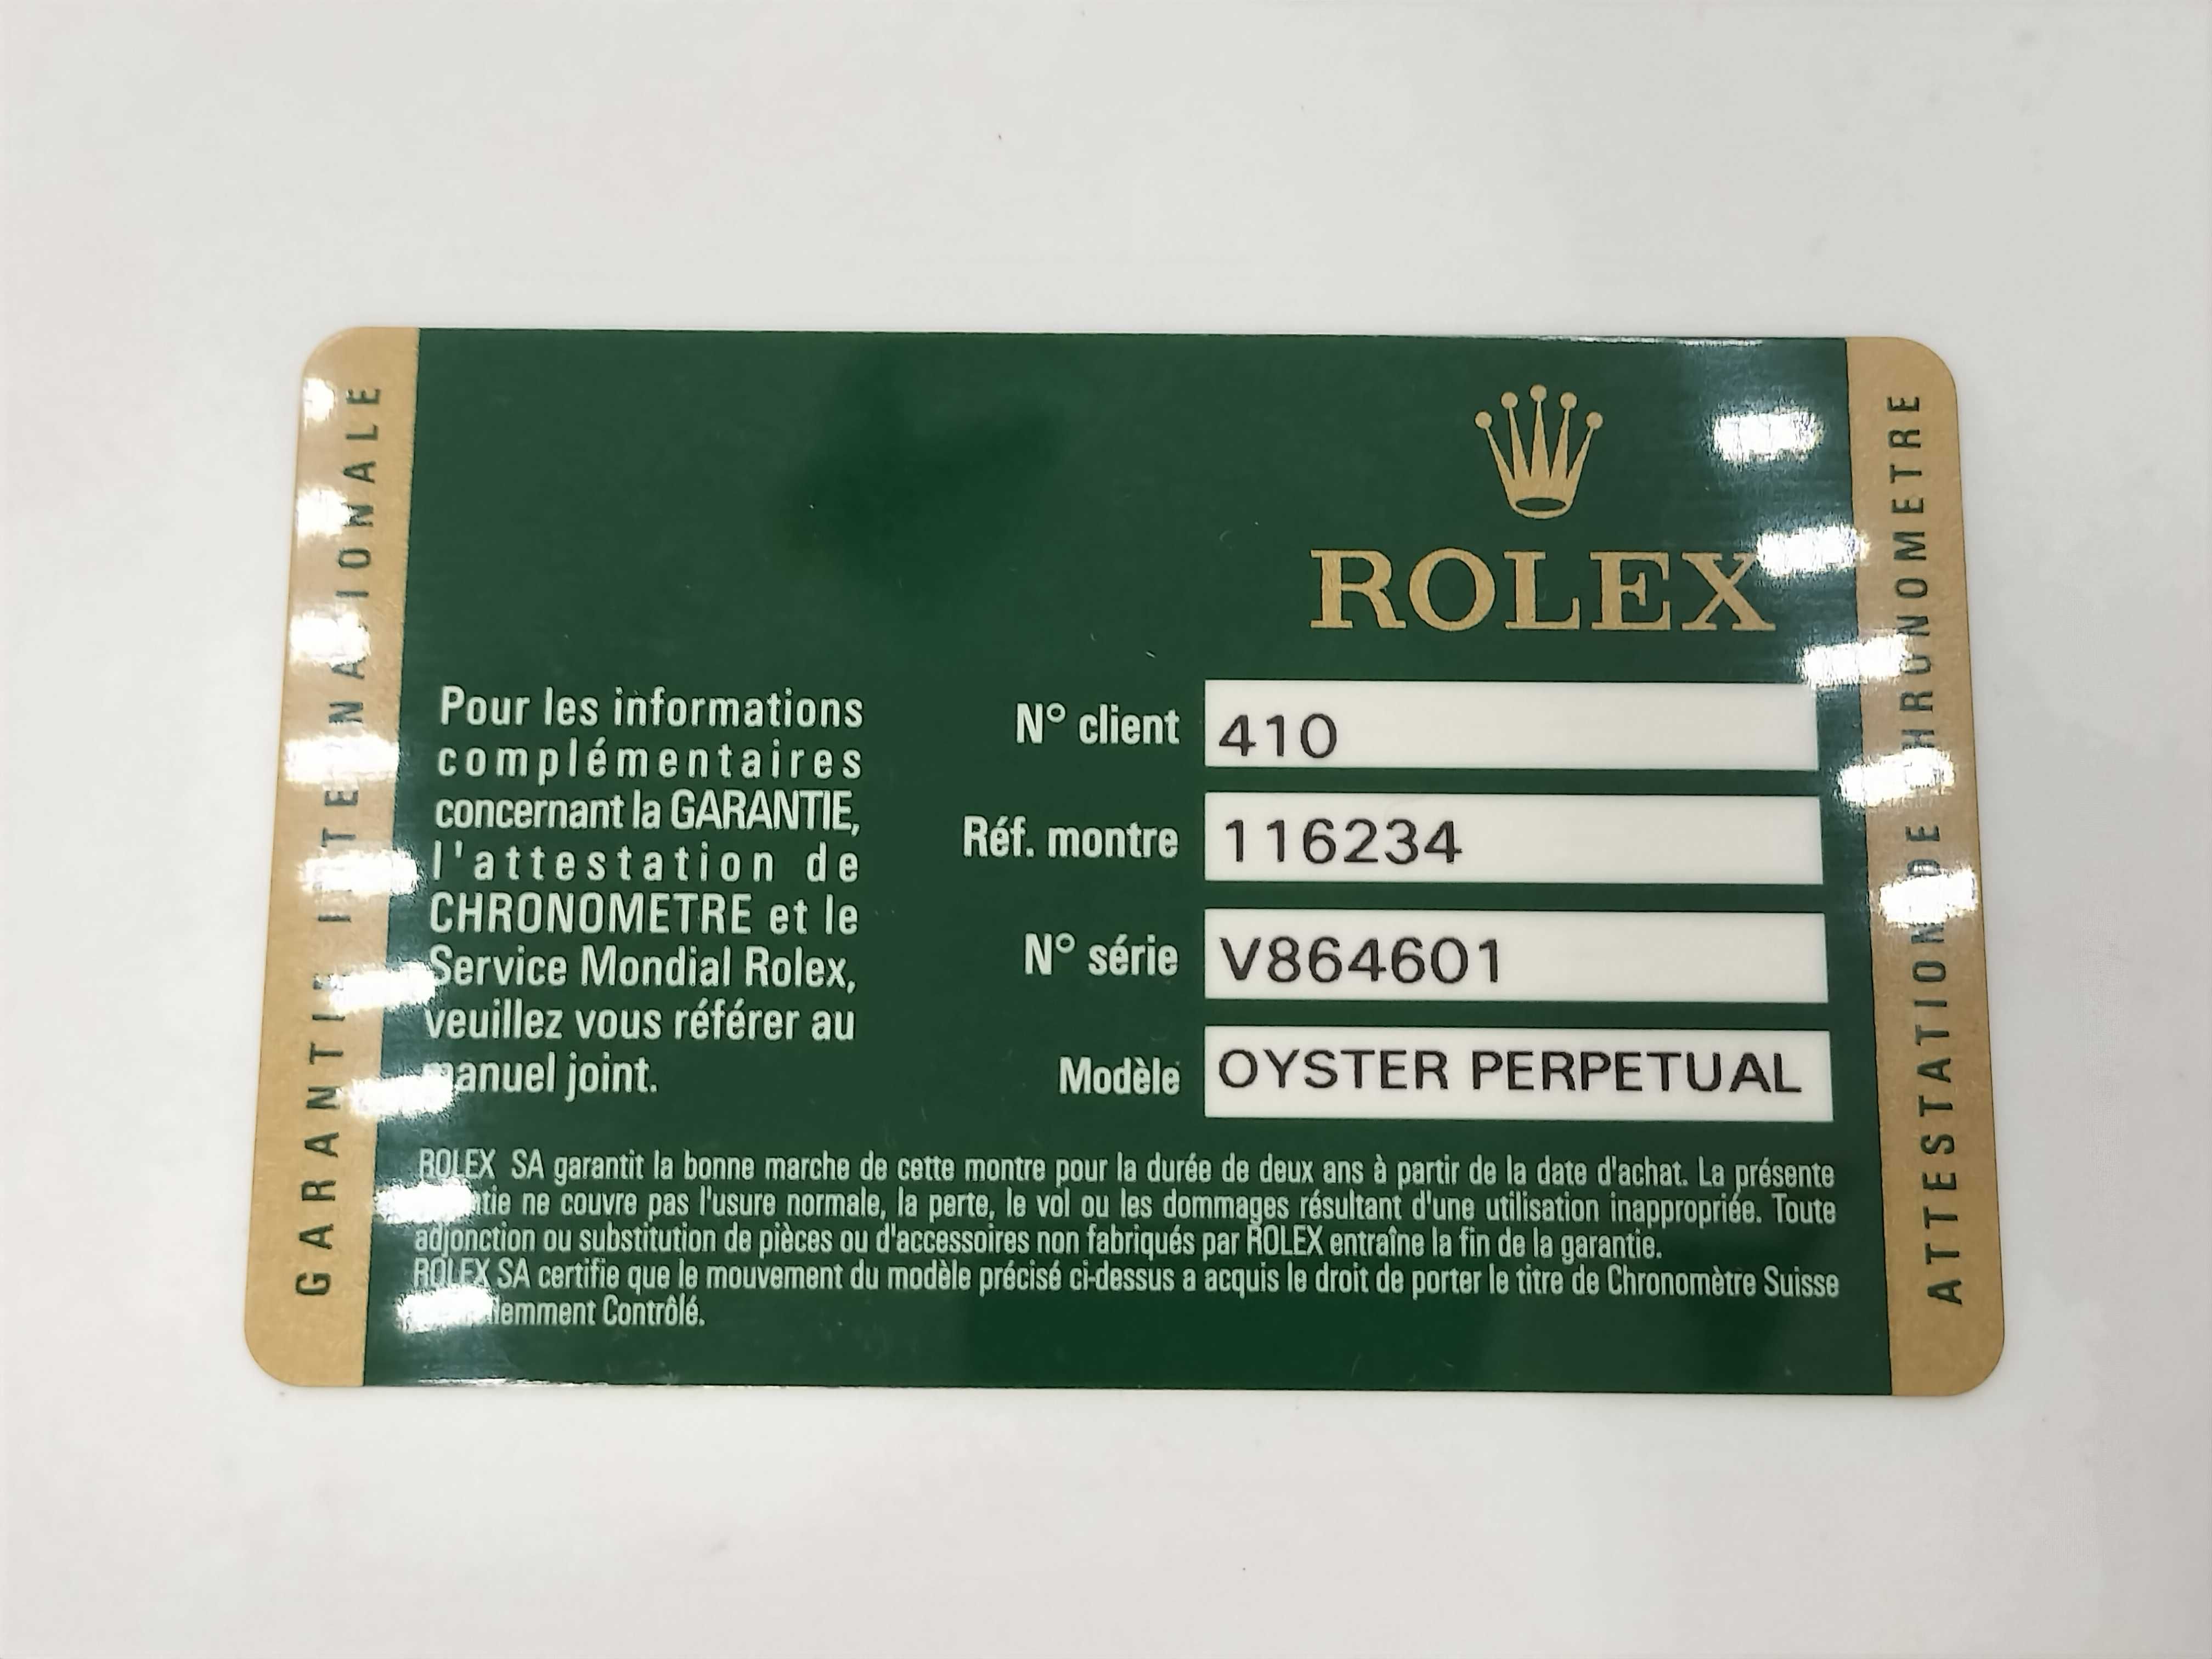 ROLEX
Pour les informations
complémentaires
concernant la GARANTIE,
l'attestation de
CHRONOMETRE et le
Service Mondial Rolex,
veuillez vous référer au
manuel joint.
N° client 410
Réf. montre 116234
N° série V864601
Modèle OYSTER PERPETUAL
ROLEX SA garantit la bonne marche de cette montre pour la durée de deux ans à partir de la date d'achat. La présente
garantie ne couvre pas l'usure normale, la perte, le vol ou les dommages résultant d'une utilisation inappropriée. Toute
adjonction ou substitution de pièces ou d'accessoires non fabriqués par ROLEX entraîne la fin de la garantie.
ROLEX SA certifie que le mouvement du modèle précisé ci-dessus a acquis le droit de porter le titre de Chronomètre Suisse
Contrôlé.
GARANTIE INTERNATIONALE
ATTESTATION DE CHRONOMETRE